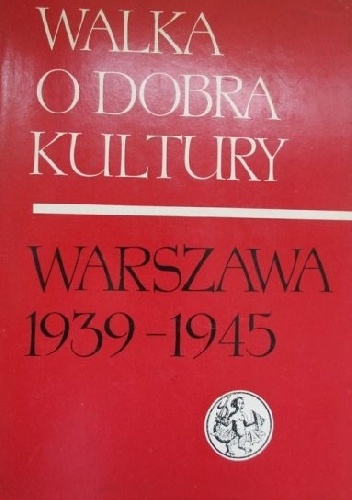 WALKA
O DOBRA
KULTURY
WARSZAWA
1939-1945